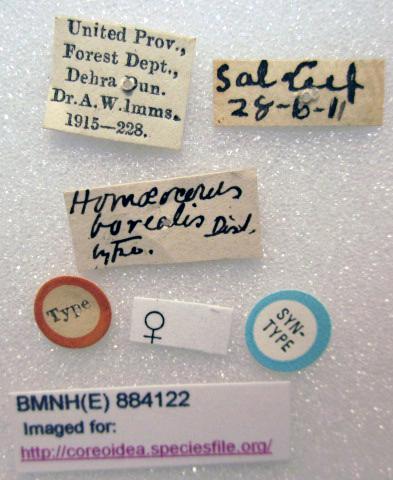 United Prov.,
Forest Dept.,
Dehra Dun.
Dr. A. W. Imms.
1915—228.
Sal Leaf
28-6-11
Homœocerus
borealis Dist.
type.
Type
♀
SYN-
TYPE
BMNH(E) 884122
Imaged for:
http://coreoidea.speciesfile.org/